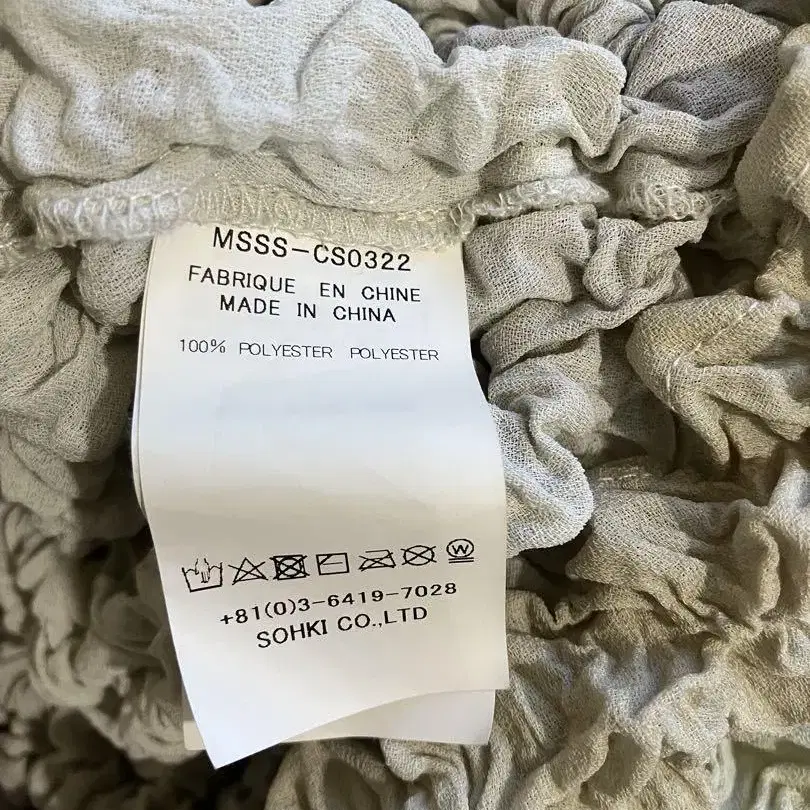 MSSS-CS0322
FABRIQUE EN CHINE
MADE IN CHINA
100% POLYESTER POLYESTER
W
+81(0)3-6419-7028
SOHKI CO.,LTD